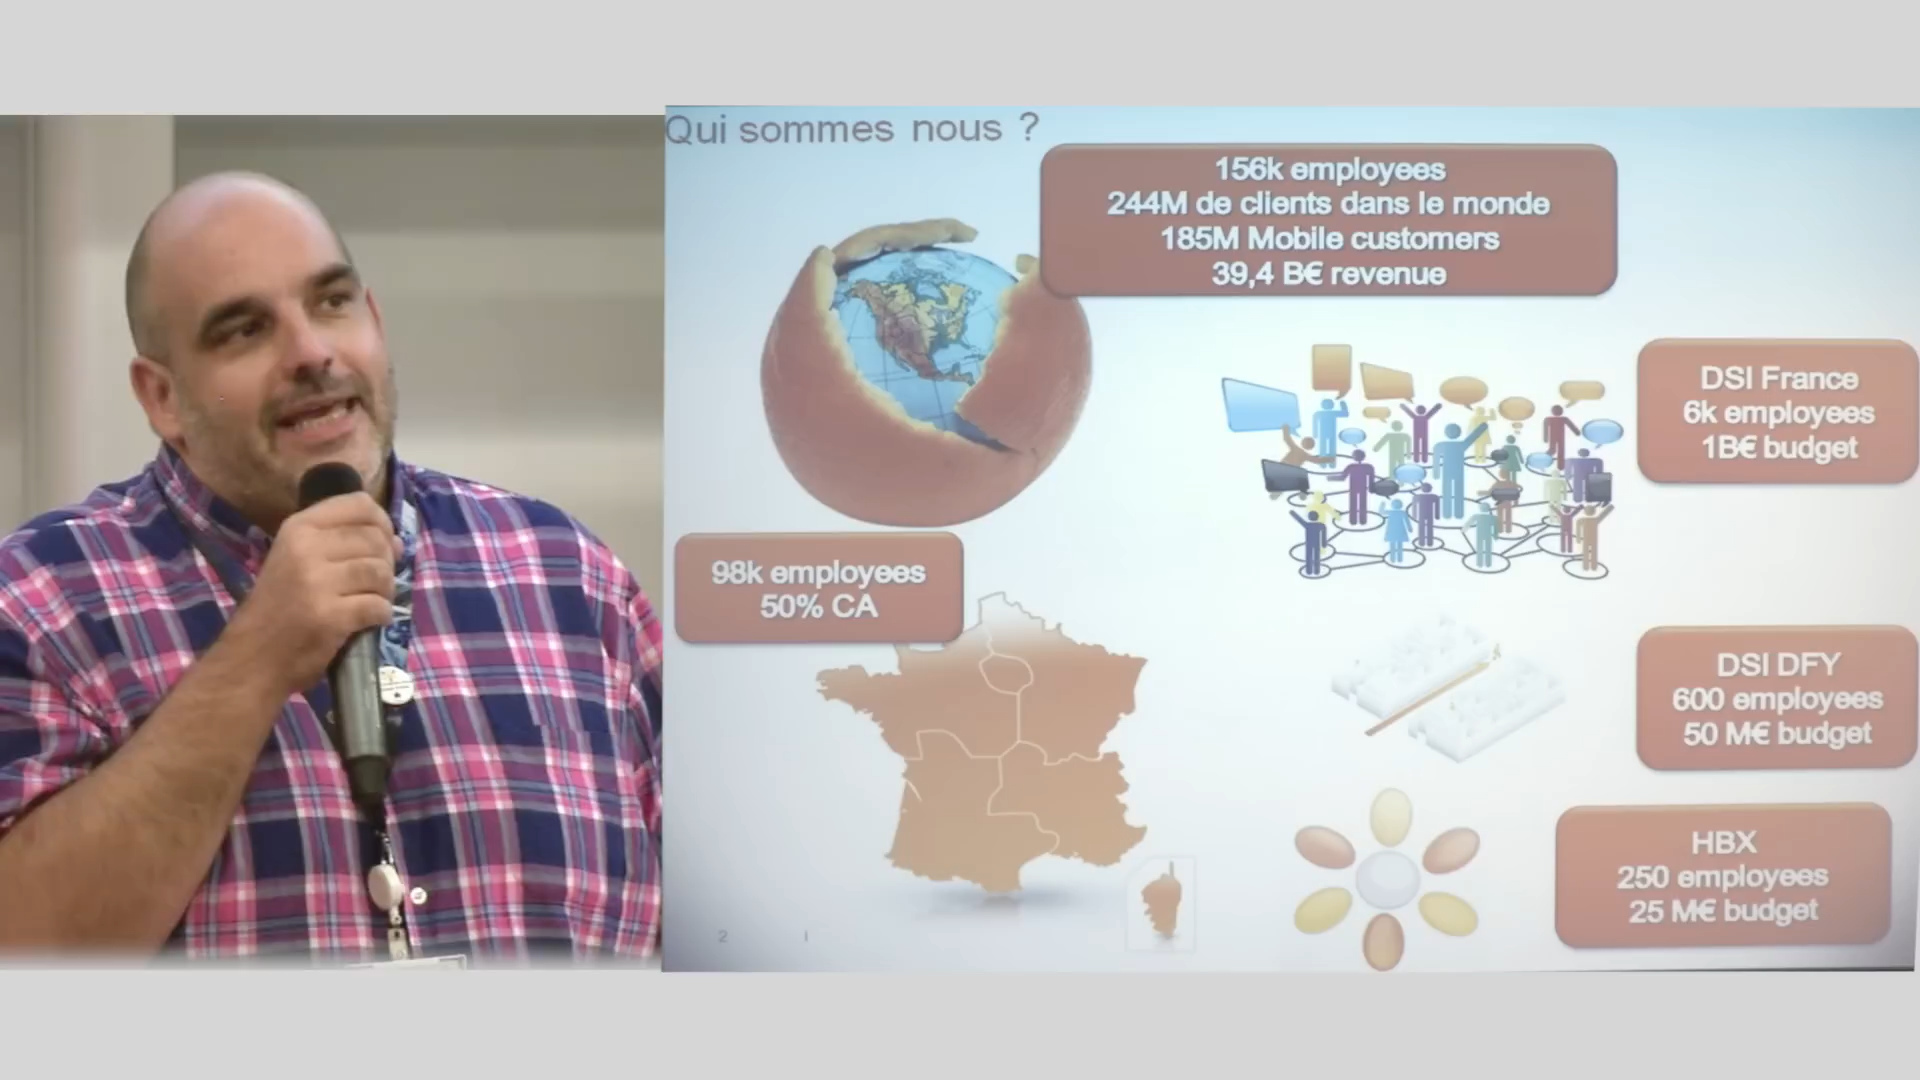 Qui sommes nous ?
156k employees
244M de clients dans le monde
185M Mobile customers
39,4 B€ revenue
DSI France
6k employees
1B€ budget
98k employees
50% CA
DSI DFY
600 employees
50 M€ budget
HBX
250 employees
25 M€ budget
2